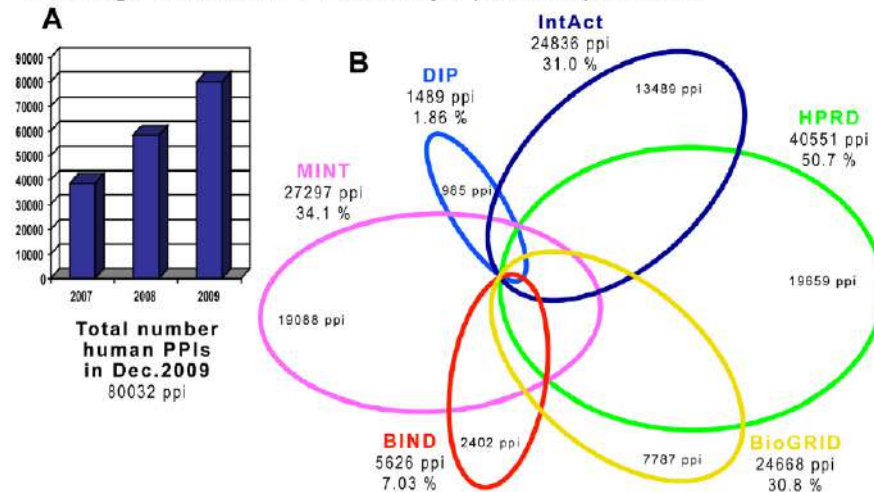 A
90000
80000
70000
60000
50000
40000
30000
20000
10000
0
2007 2008 2009
Total number
human PPIs
in Dec.2009
80032 ppi
B
IntAct
24836 ppi
31.0 %
13489 ppi
DIP
1489 ppi
1.86 %
985 ppi
HPRD
40551 ppi
50.7 %
19659 ppi
MINT
27297 ppi
34.1 %
19088 ppi
BIND
5626 ppi
7.03 %
2402 ppi
BioGRID
24668 ppi
30.8 %
7787 ppi